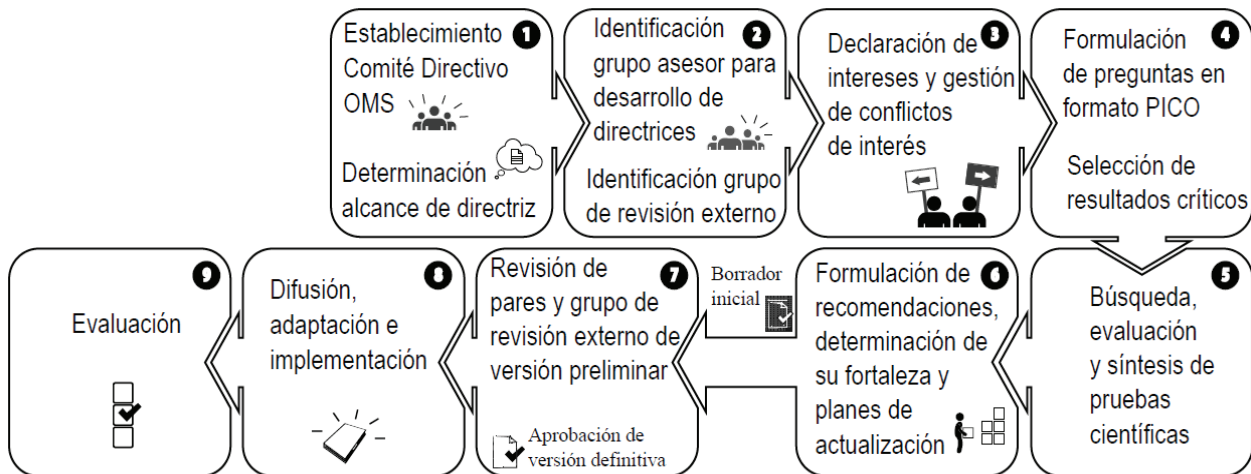 1
Establecimiento
Comité Directivo
OMS
Determinación
alcance de directriz
2
Identificación
grupo asesor para
desarrollo de
directrices
Identificación grupo
de revisión externo
3
Declaración de
intereses y gestión
de conflictos
de interés
4
Formulación
de preguntas en
formato PICO
Selección de
resultados críticos
5
Búsqueda,
evaluación
y síntesis de
pruebas
científicas
6
Formulación de
recomendaciones,
determinación de
su fortaleza y
planes de
actualización
Borrador
inicial
7
Revisión de
pares y grupo de
revisión externo de
versión preliminar
Aprobación de
versión definitiva
8
Difusión,
adaptación e
implementación
9
Evaluación